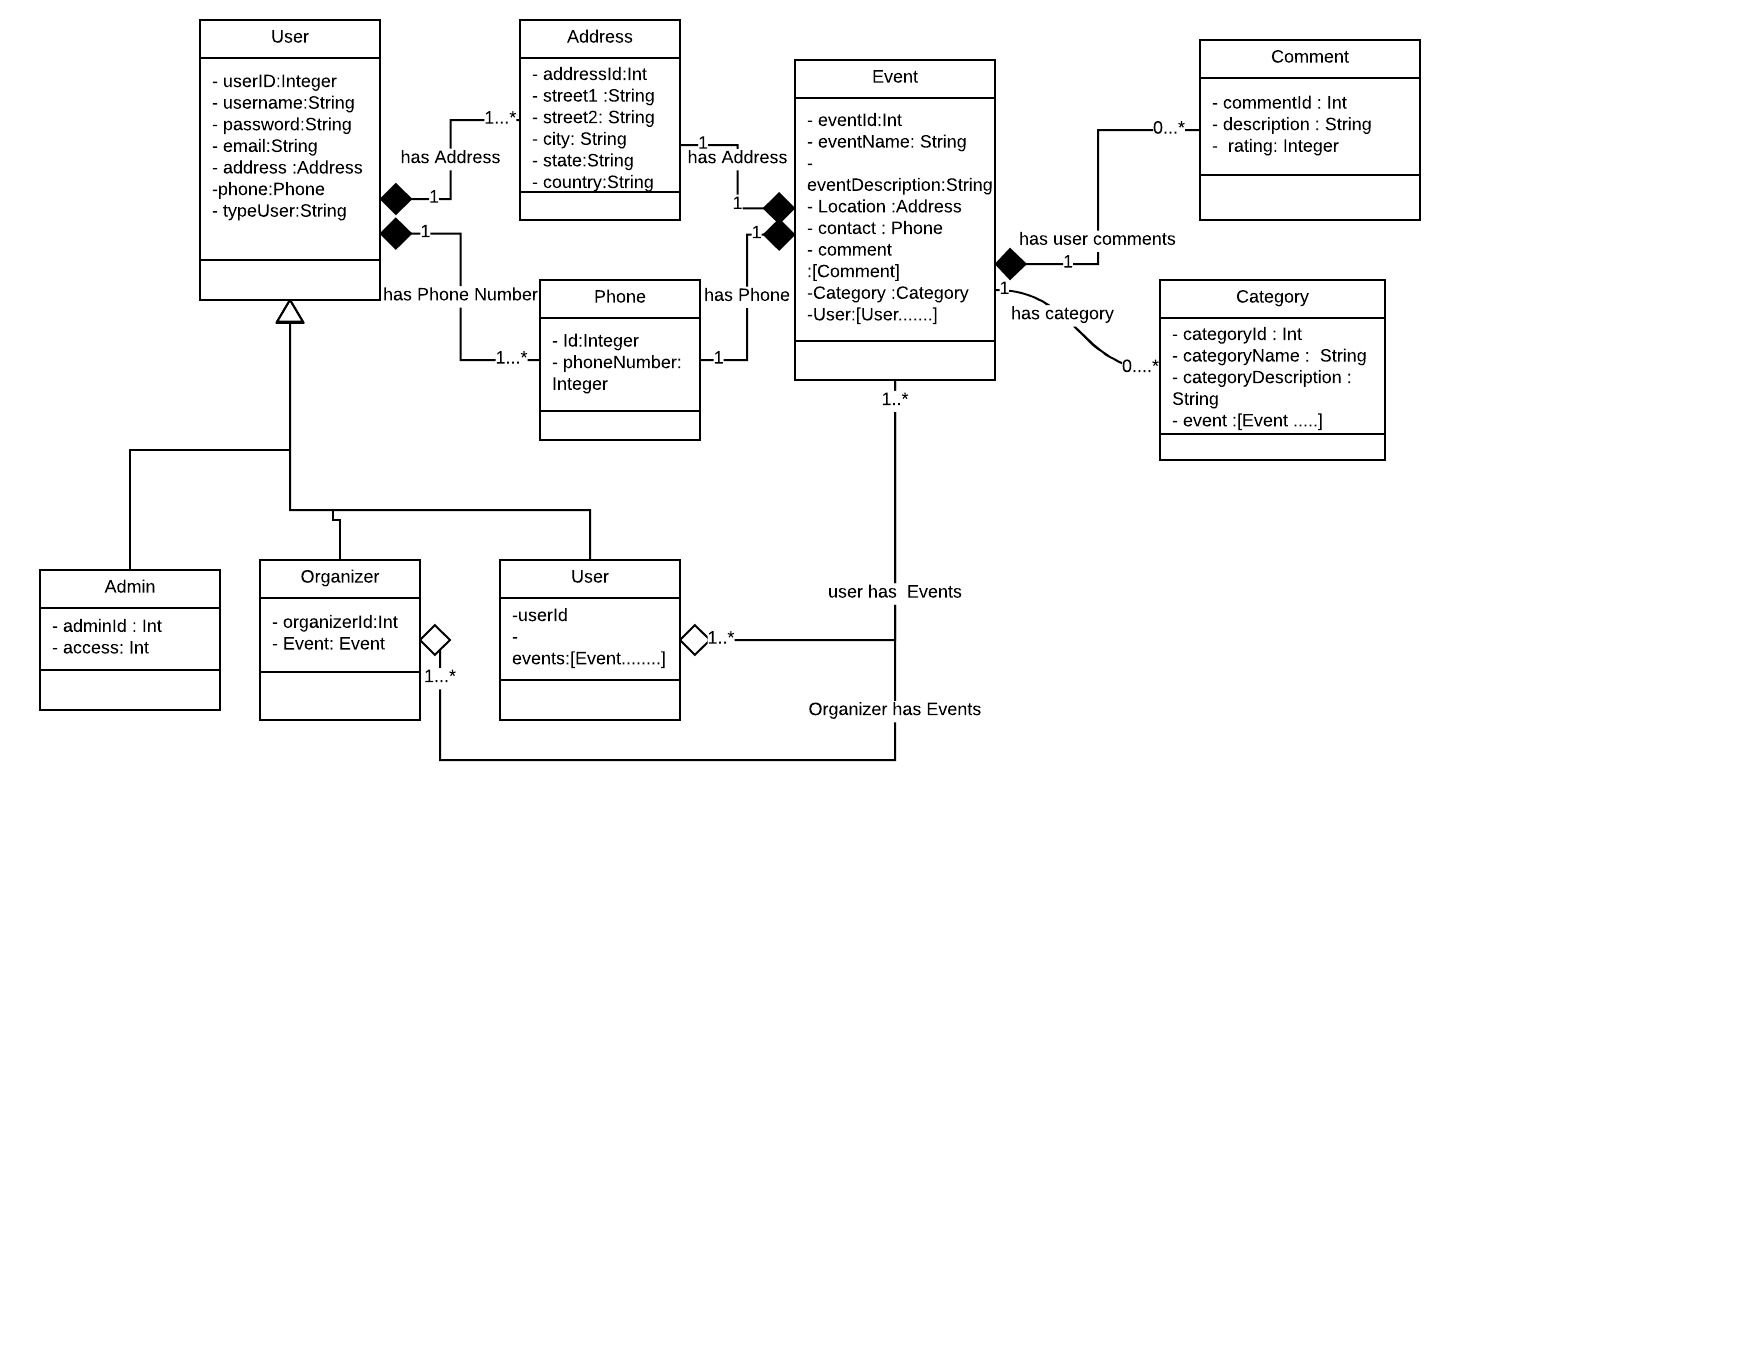 User
- userID:Integer
- username:String
- password:String
- email:String
- address :Address
-phone:Phone
- typeUser:String
Address
- addressId:Int
- street1 :String
- street2: String
- city: String
- state:String
- country:String
Event
- eventId:Int
- eventName: String
-
eventDescription:String
- Location :Address
- contact : Phone
- comment
:[Comment]
-Category :Category
-User:[User.......]
Comment
- commentId : Int
- description : String
-  rating: Integer
1...*
has Address
1
1
has Phone Number
1...*
1
has Address
1
1
has Phone
1
Phone
- Id:Integer
- phoneNumber:
Integer
0...*
has user comments
1
1
has category
0....*
Category
- categoryId : Int
- categoryName :  String
- categoryDescription :
String
- event :[Event .....]
1..*
user has  Events
1..*
Organizer has Events
1...*
Admin
- adminId : Int
- access: Int
Organizer
- organizerId:Int
- Event: Event
User
-userId
-
events:[Event........]